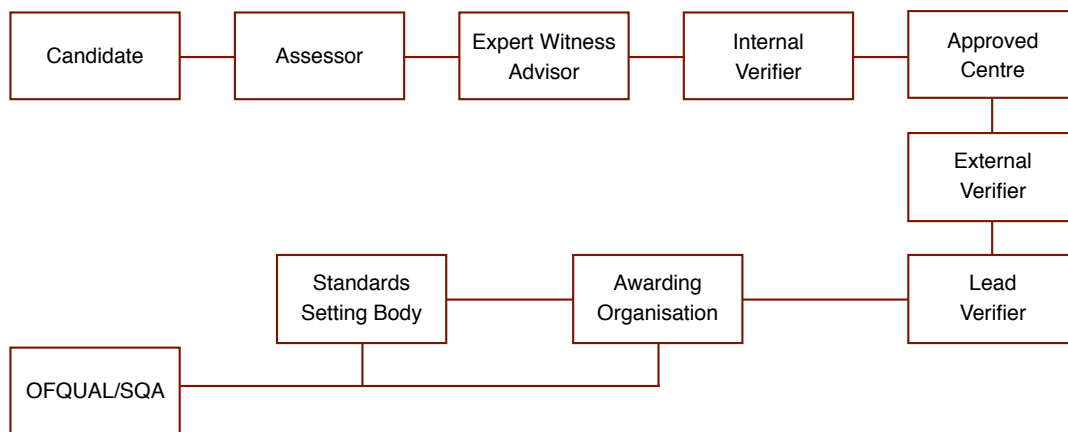 Candidate
Assessor
Expert Witness
Advisor
Internal
Verifier
Approved
Centre
External
Verifier
Lead
Verifier
Awarding
Organisation
Standards
Setting Body
OFQUAL/SQA